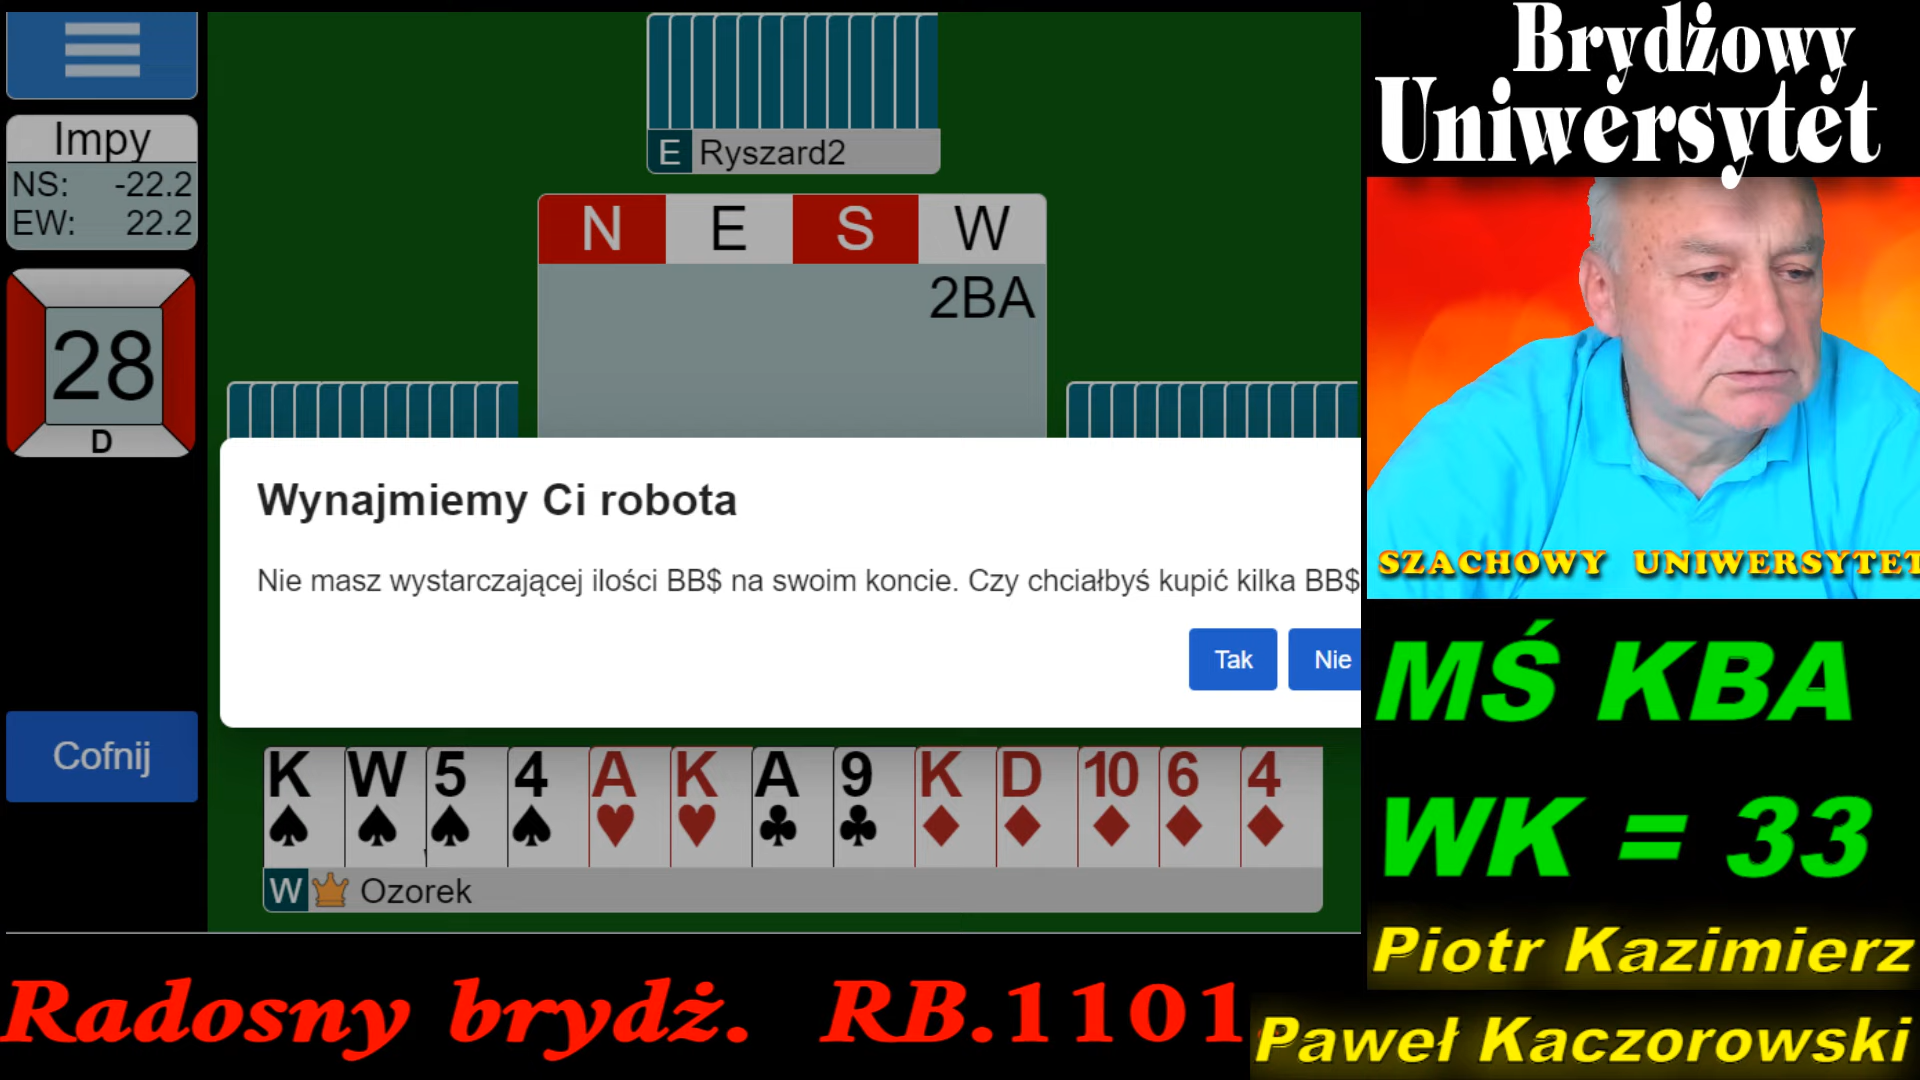 Impy
NS: -22.2
EW: 22.2
28
D
Cofnij
E Ryszard2
N E S W
2BA
Wynajmiemy Ci robota
Nie masz wystarczającej ilości BB$ na swoim koncie. Czy chciałbyś kupić kilka BB$
Tak Nie
K W 5 4 A K A 9 K D 10 6 4
W Ozorek
Brydżowy
Uniwersytet
SZACHOWY UNIWERSYTET
MŚ KBA
WK = 33
Piotr Kazimierz
Paweł Kaczorowski
Radosny brydż. RB.1101